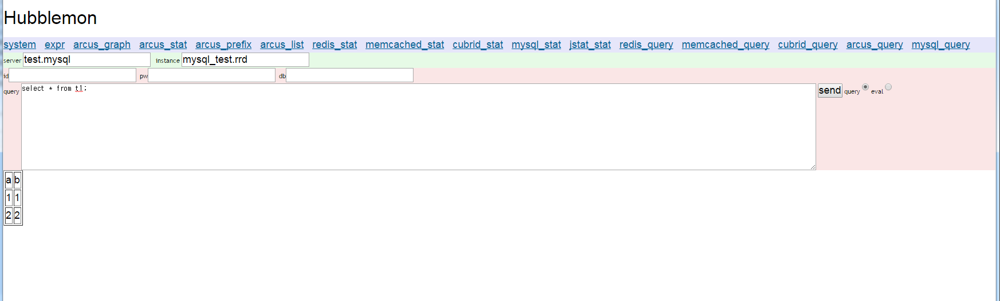 Hubblemon
system expr arcus_graph arcus_stat arcus_prefix arcus_list redis_stat memcached_stat cubrid_stat mysql_stat jstat_stat redis_query memcached_query cubrid_query arcus_query mysql_query
server test.mysql instance mysql_test.rrd
id pw db
query select * from t1; send query eval
a b
1 1
2 2